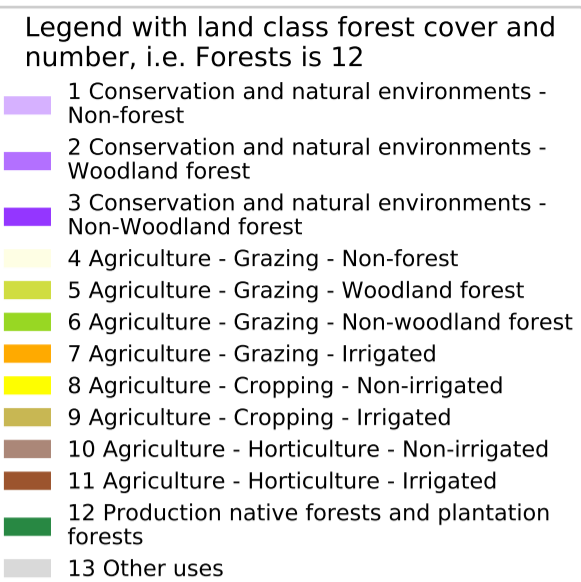 Legend with land class forest cover and
number, i.e. Forests is 12
1 Conservation and natural environments -
Non-forest
2 Conservation and natural environments -
Woodland forest
3 Conservation and natural environments -
Non-Woodland forest
4 Agriculture - Grazing - Non-forest
5 Agriculture - Grazing - Woodland forest
6 Agriculture - Grazing - Non-woodland forest
7 Agriculture - Grazing - Irrigated
8 Agriculture - Cropping - Non-irrigated
9 Agriculture - Cropping - Irrigated
10 Agriculture - Horticulture - Non-irrigated
11 Agriculture - Horticulture - Irrigated
12 Production native forests and plantation
forests
13 Other uses